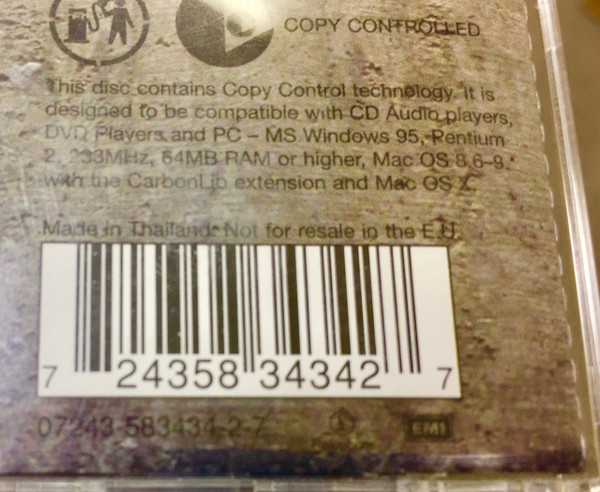 COPY CONTROLLED
This disc contains Copy Control technology. It is
designed to be compatible with CD Audio players,
DVD Players and PC – MS Windows 95, Pentium
2, 233MHz, 64MB RAM or higher, Mac OS 8.6-9.*
with the CarbonLib extension and Mac OS X.
Made in Thailand. Not for resale in the E.U.
7 24358 34342 7
07243-583434-2-7 EMI